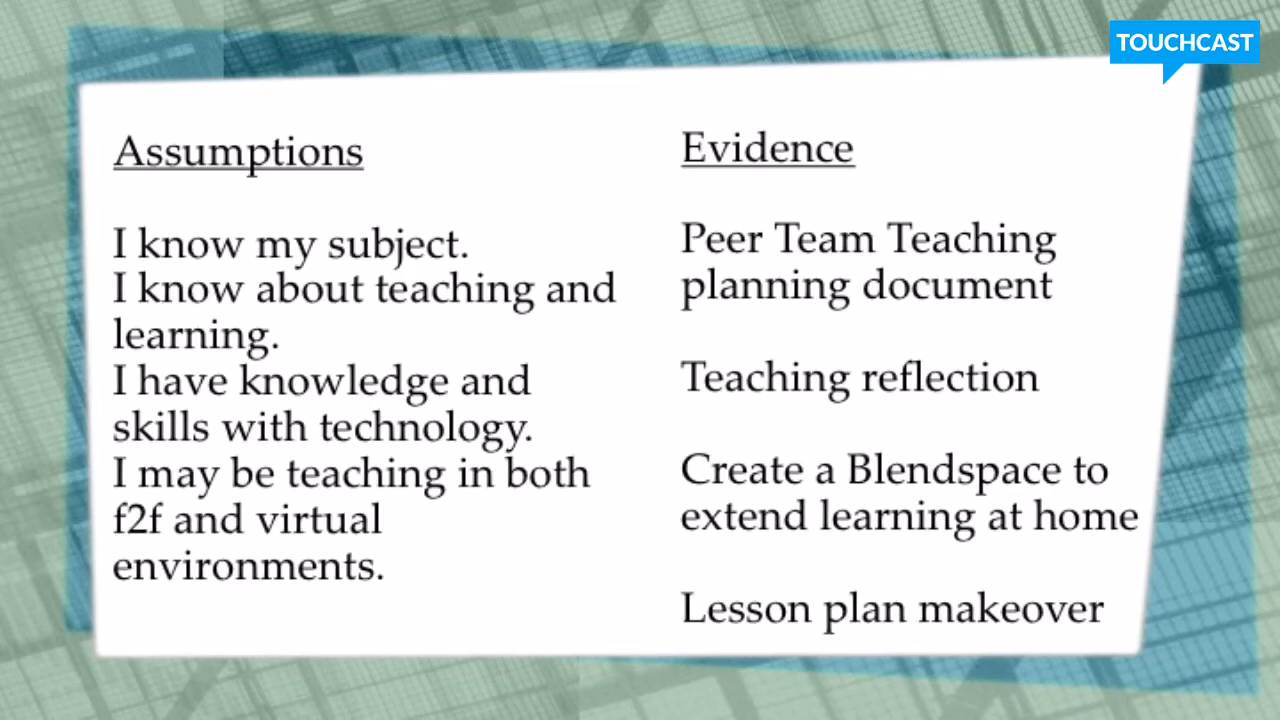 TOUCHCAST
Assumptions
I know my subject.
I know about teaching and
learning.
I have knowledge and
skills with technology.
I may be teaching in both
f2f and virtual
environments.
Evidence
Peer Team Teaching
planning document
Teaching reflection
Create a Blendspace to
extend learning at home
Lesson plan makeover